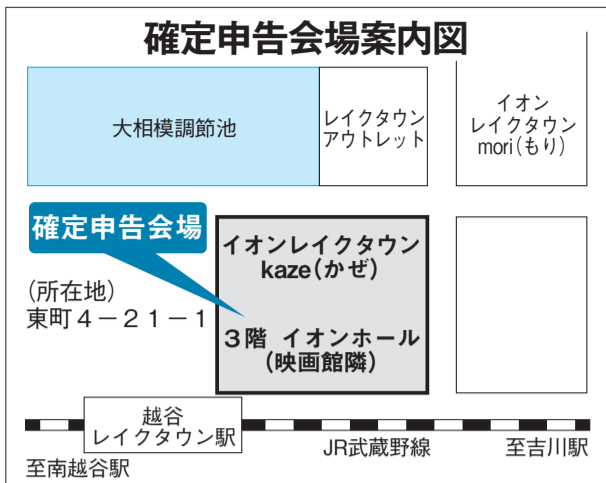 確定申告会場案内図
大相模調節池
レイクタウン
アウトレット
イオン
レイクタウン
mori(もり)
確定申告会場
イオンレイクタウン
kaze(かぜ)
(所在地)
東町4-21-1
3階 イオンホール
(映画館隣)
越谷
レイクタウン駅
JR武蔵野線
至吉川駅
至南越谷駅